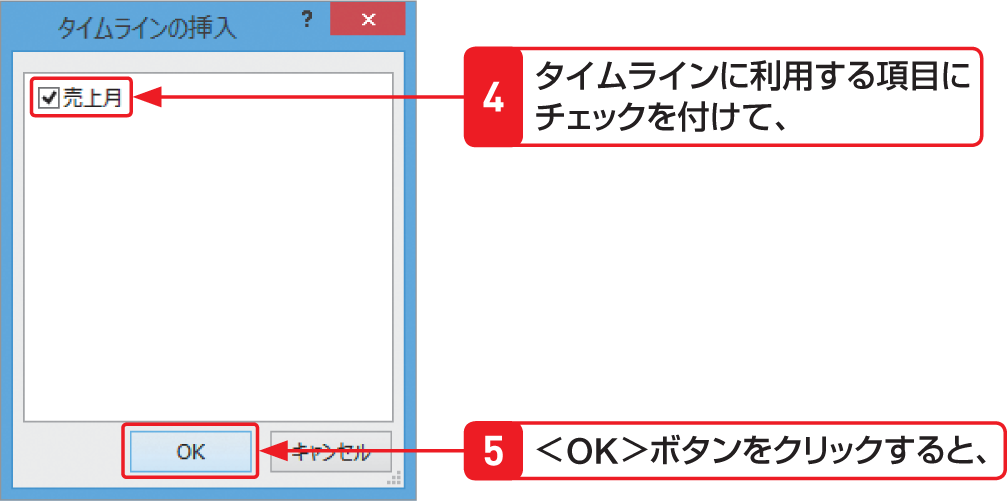 タイムラインの挿入
?
売上月
4
タイムラインに利用する項目に
チェックを付けて、
OK
キャンセル
5
<OK>ボタンをクリックすると、